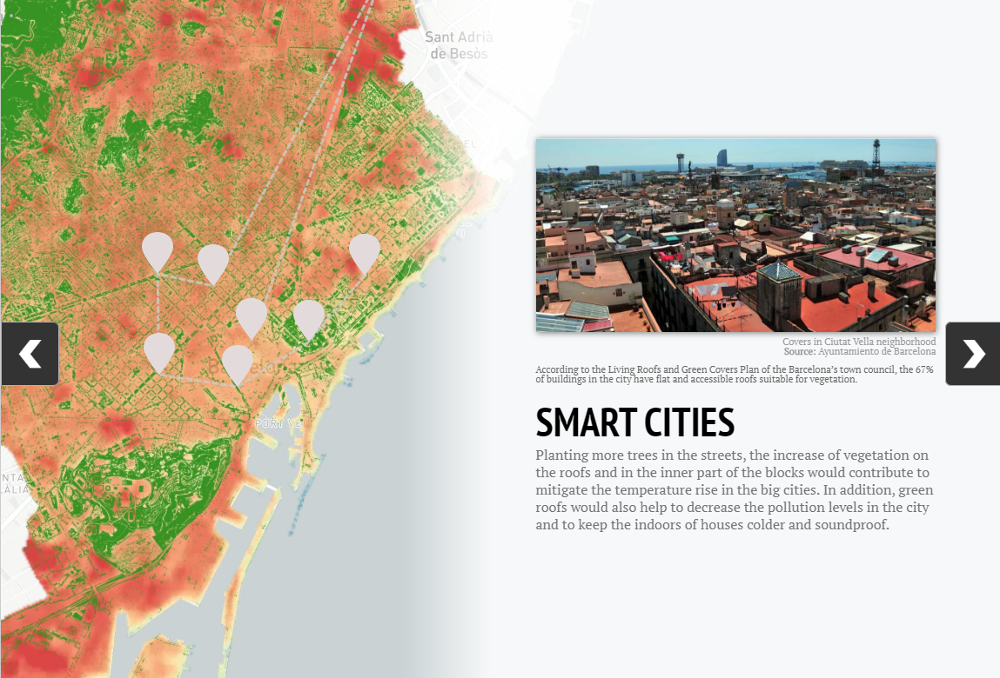 Sant Adrià
de Besòs
PORT VE
Covers in Ciutat Vella neighborhood
Source: Ayuntamiento de Barcelona
According to the Living Roofs and Green Covers Plan of the Barcelona's town council, the 67%
of buildings in the city have flat and accessible roofs suitable for vegetation.
SMART CITIES
Planting more trees in the streets, the increase of vegetation on
the roofs and in the inner part of the blocks would contribute to
mitigate the temperature rise in the big cities. In addition, green
roofs would also help to decrease the pollution levels in the city
and to keep the indoors of houses colder and soundproof.